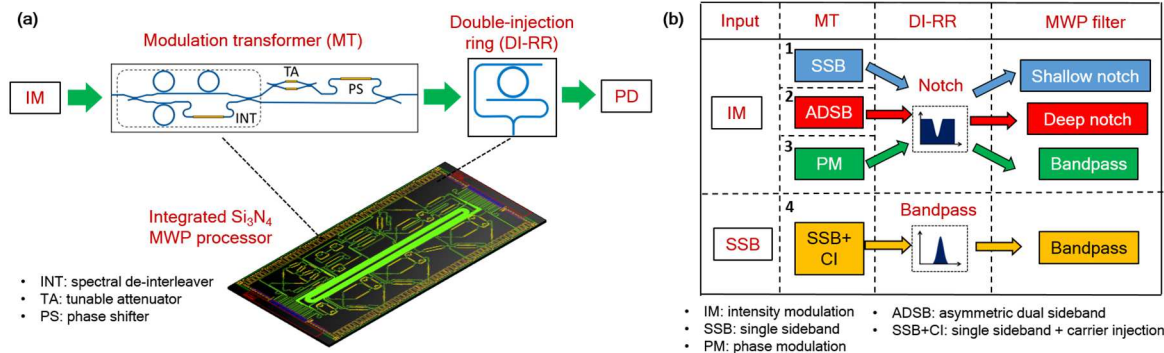 (a)
Modulation transformer (MT)
Double-injection
ring (DI-RR)
IM
TA
PS
INT
PD
Integrated Si₃N₄
MWP processor
• INT: spectral de-interleaver
• TA: tunable attenuator
• PS: phase shifter
(b)
Input MT DI-RR MWP filter
1
SSB
Notch
Shallow notch
IM
2
ADSB
Deep notch
3
PM
Bandpass
4
Bandpass
SSB
SSB+
CI
Bandpass
• IM: intensity modulation
• SSB: single sideband
• PM: phase modulation
• ADSB: asymmetric dual sideband
• SSB+CI: single sideband + carrier injection